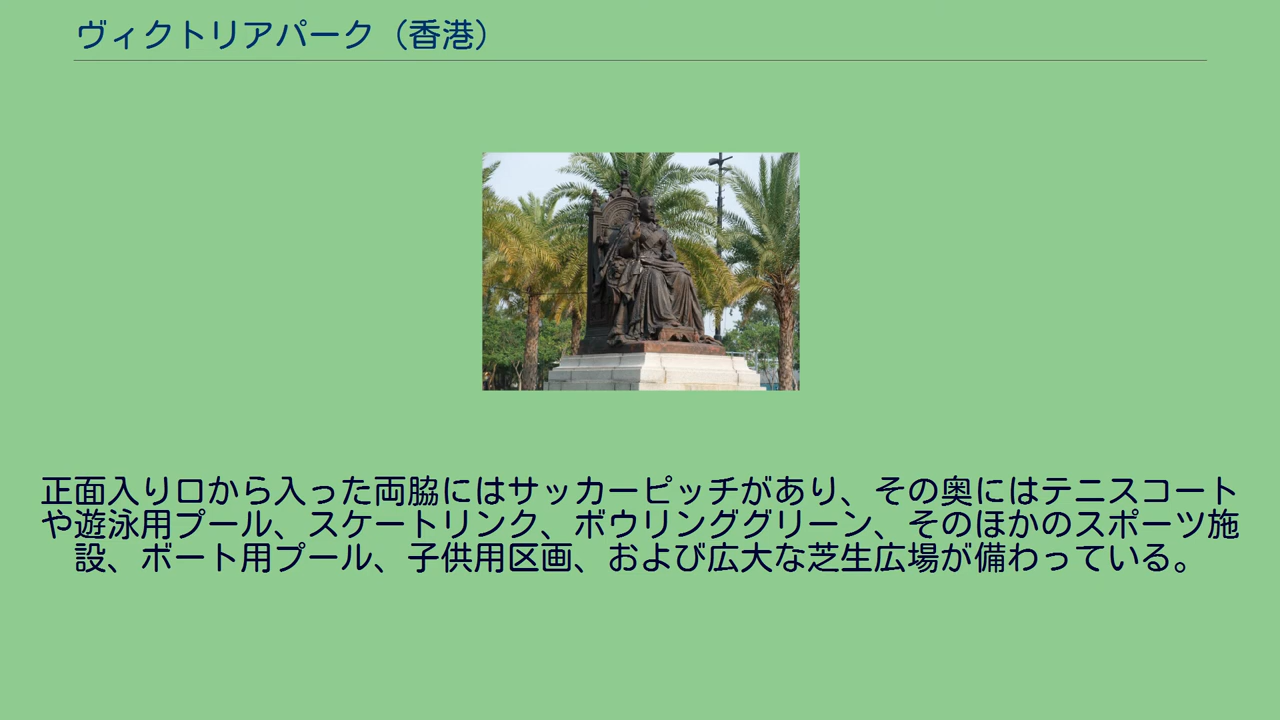 ヴィクトリアパーク（香港）
正面入り口から入った両脇にはサッカーピッチがあり、その奥にはテニスコート
や遊泳用プール、スケートリンク、ボウリンググリーン、そのほかのスポーツ施
設、ボート用プール、子供用区画、および広大な芝生広場が備わっている。